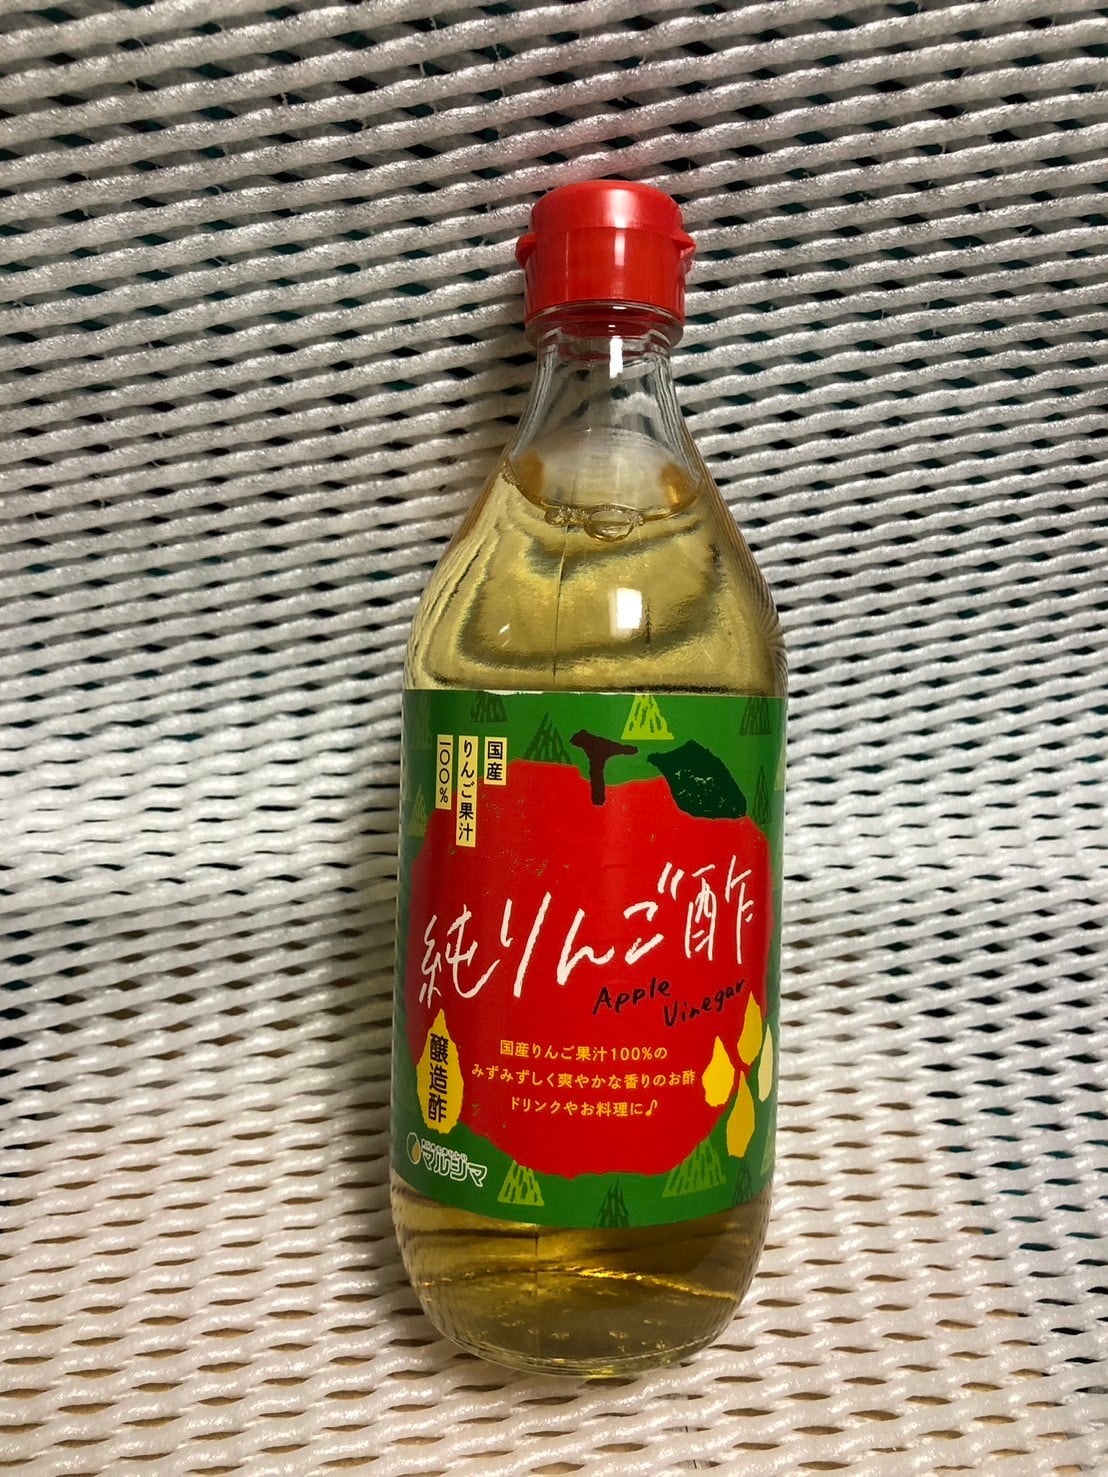 国産
りんご果汁
一〇〇%
純りんご酢
Apple
Vinegar
国産りんご果汁100%の
みずみずしく爽やかな香りのお酢
ドリンクやお料理に♪
醸造酢
マルシマ